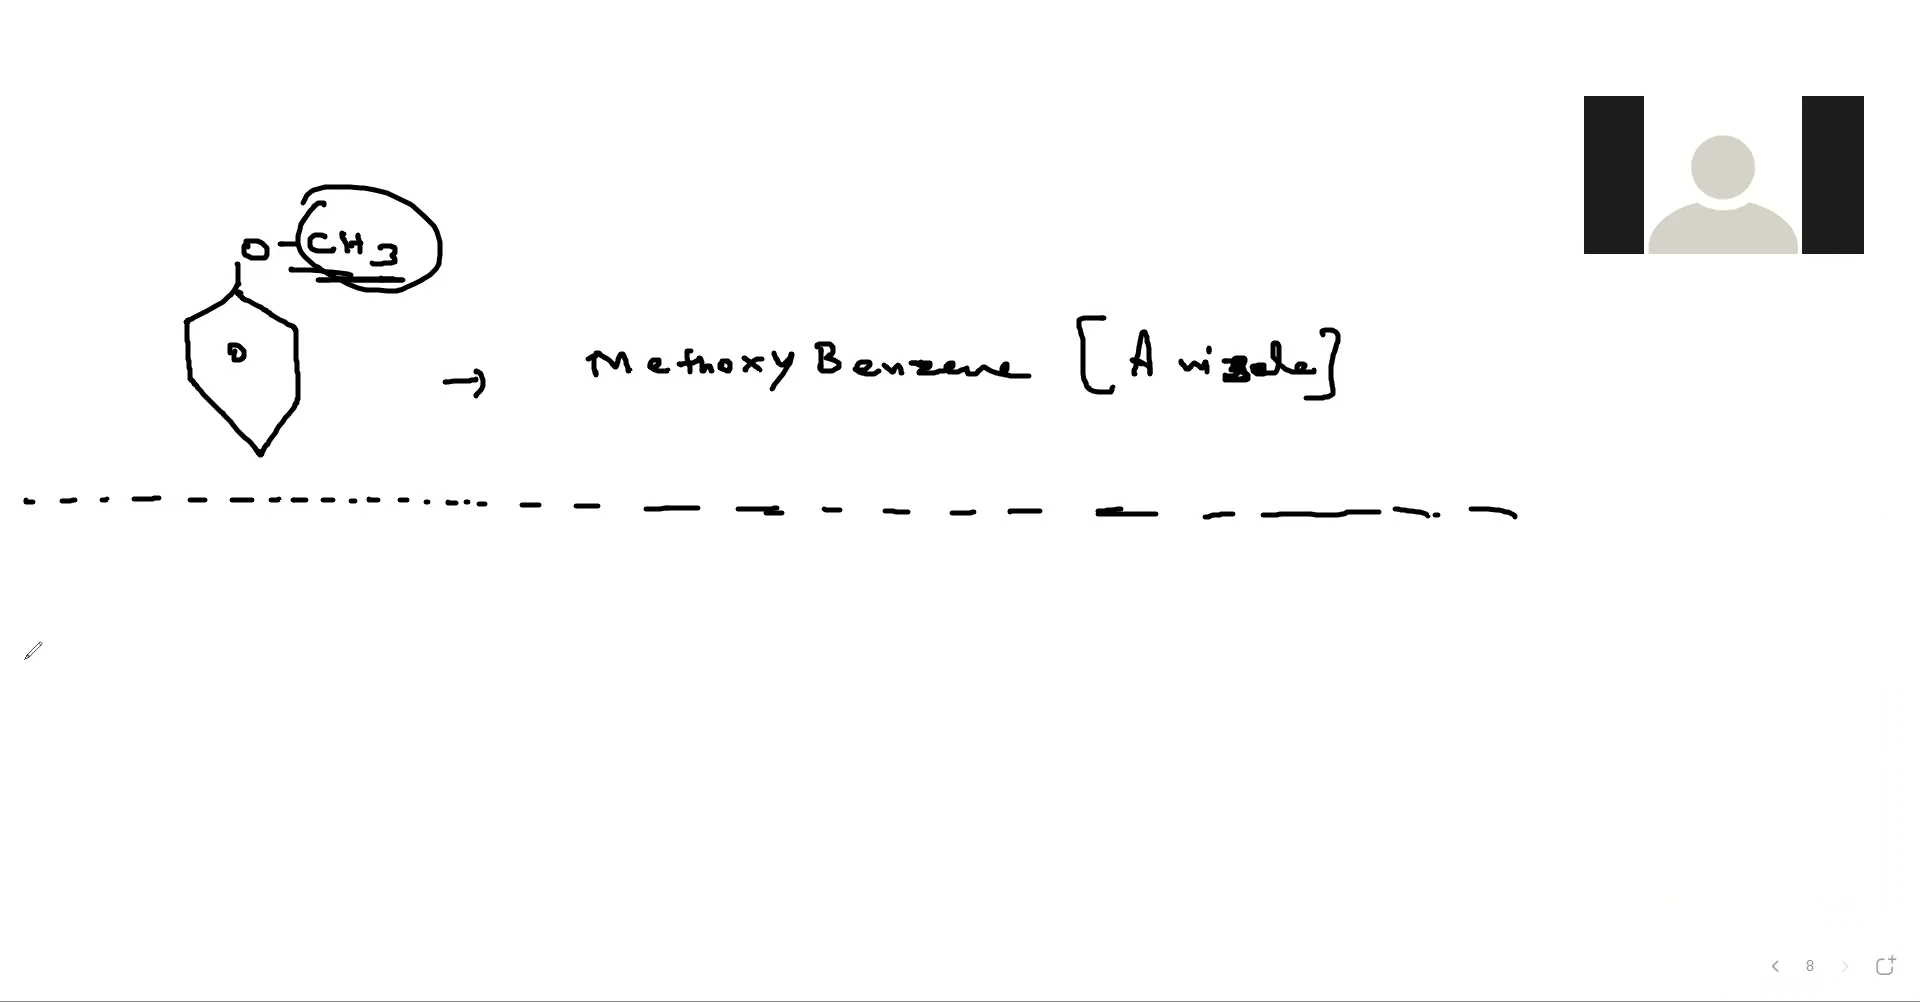 O-CH3
→ Methoxy Benzene [Anisole]
8